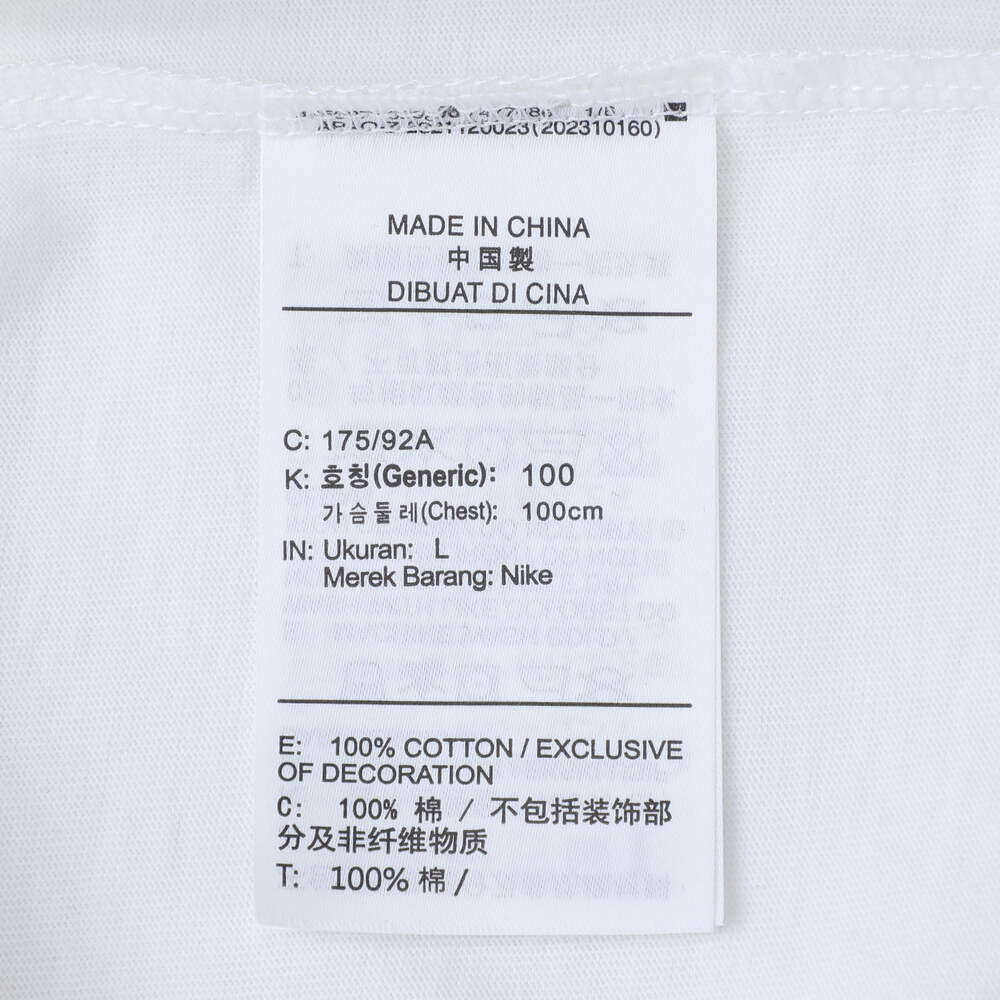 20023(202310160)
MADE IN CHINA
中国製
DIBUAT DI CINA
C: 175/92A
K: 호칭(Generic): 100
가슴둘레(Chest): 100cm
IN: Ukuran: L
Merek Barang: Nike
E: 100% COTTON / EXCLUSIVE
OF DECORATION
C: 100% 棉 / 不包括装饰部
分及非纤维物质
T: 100% 棉 /